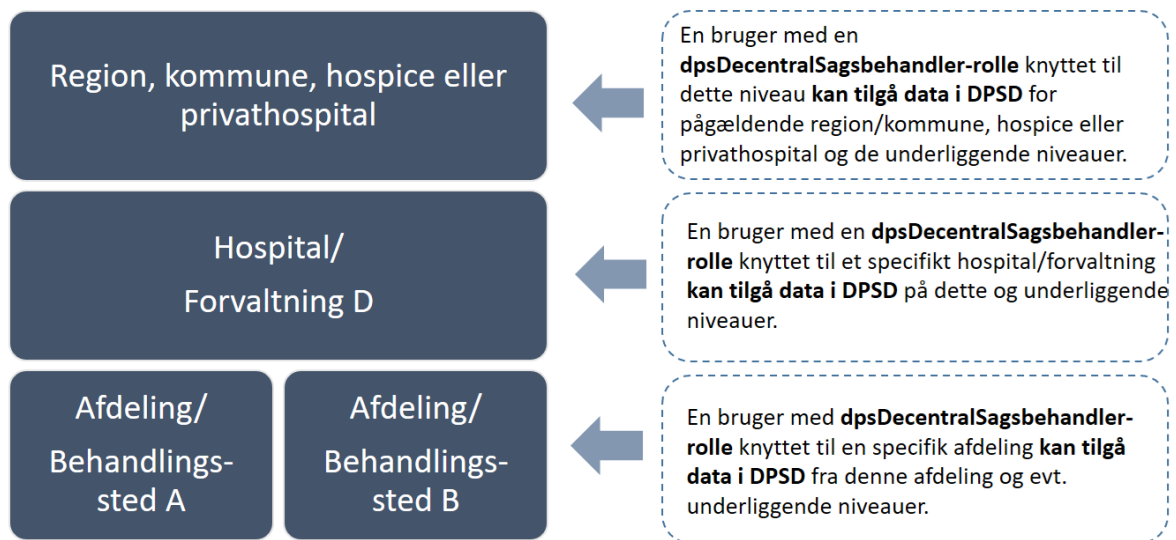 Region, kommune, hospice eller
privathospital
En bruger med en
dpsDecentralSagsbehandler-rolle knyttet til
dette niveau kan tilgå data i DPSD for
pågældende region/kommune, hospice eller
privathospital og de underliggende niveauer.
Hospital/
Forvaltning D
En bruger med en dpsDecentralSagsbehandler-
rolle knyttet til et specifikt hospital/forvaltning
kan tilgå data i DPSD på dette og underliggende
niveauer.
Afdeling/
Behandlings-
sted A
Afdeling/
Behandlings-
sted B
En bruger med dpsDecentralSagsbehandler-
rolle knyttet til en specifik afdeling kan tilgå
data i DPSD fra denne afdeling og evt.
underliggende niveauer.